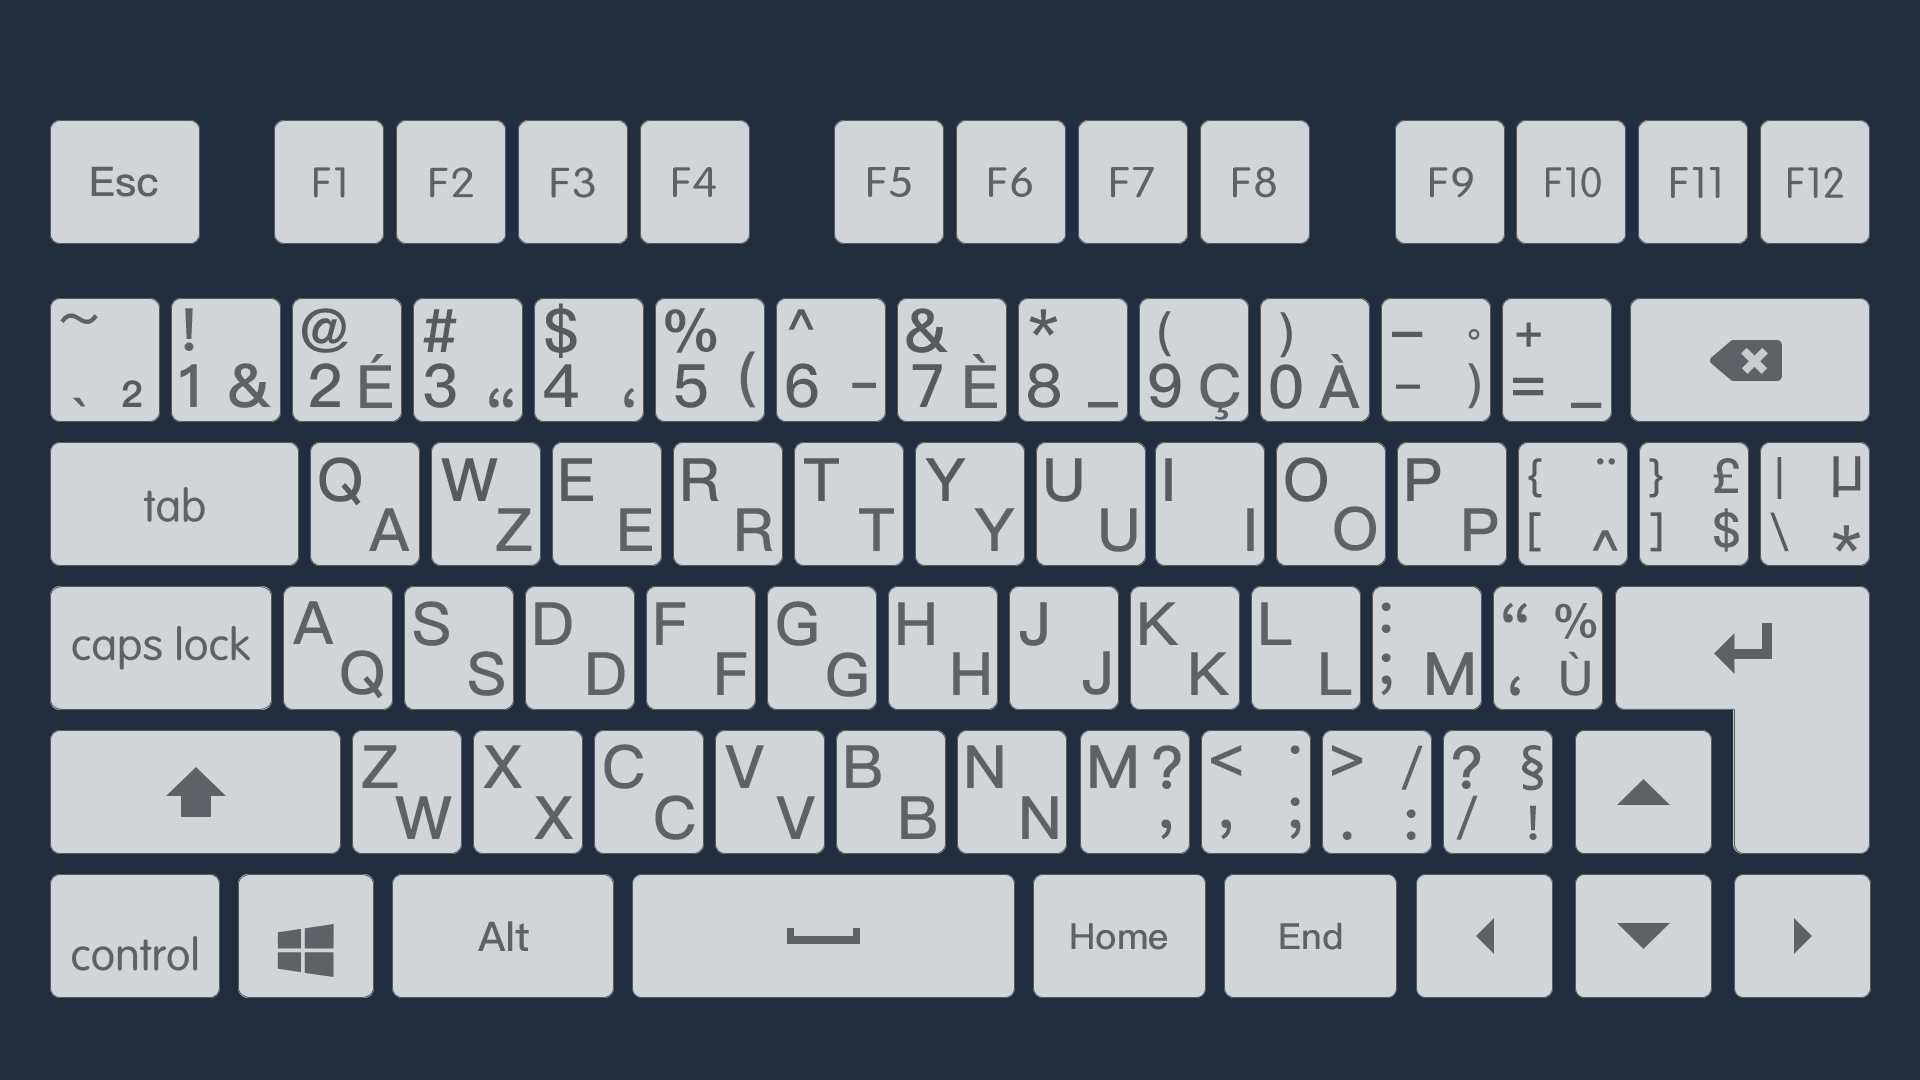 Esc F1 F2 F3 F4 F5 F6 F7 F8 F9 F10 F11 F12
~ ! @ # $ % ^ & * ( ) – ° +
` ² 1 & 2 É 3 “ 4 ‘ 5 ( 6 - 7 È 8 _ 9 Ç 0 À - ) = _
tab Q W E R T Y U I O P { ¨ } £ | µ
A Z E R T Y U I O P [ ^ ] $ \ *
caps lock A S D F G H J K L : “ %
Q S D F G H J K L ; M ‘ Ù
Z X C V B N M ? < . > / ? §
W X C V B N , , ; . : / !
control Alt Home End